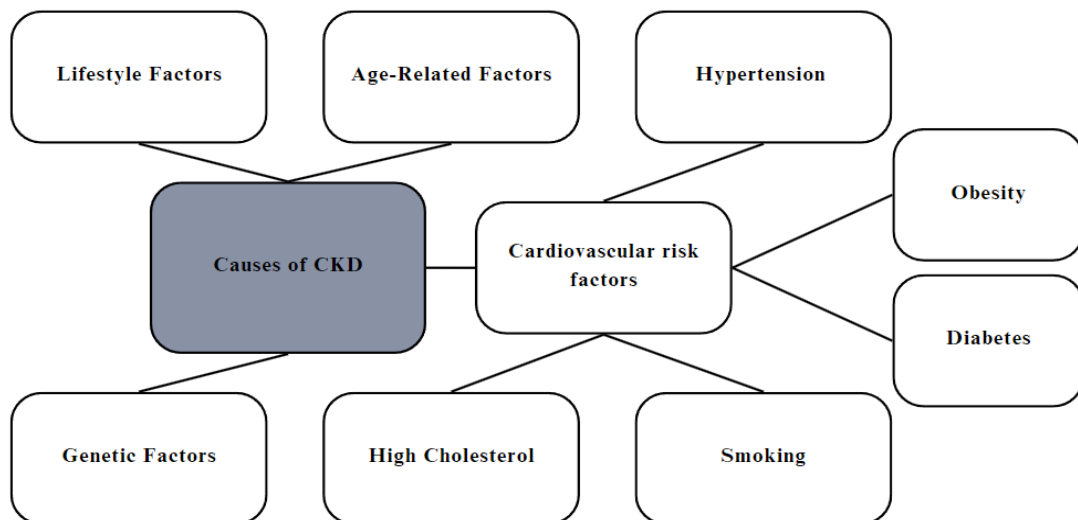 Lifestyle Factors
Age-Related Factors
Hypertension
Obesity
Causes of CKD
Cardiovascular risk
factors
Diabetes
Genetic Factors
High Cholesterol
Smoking